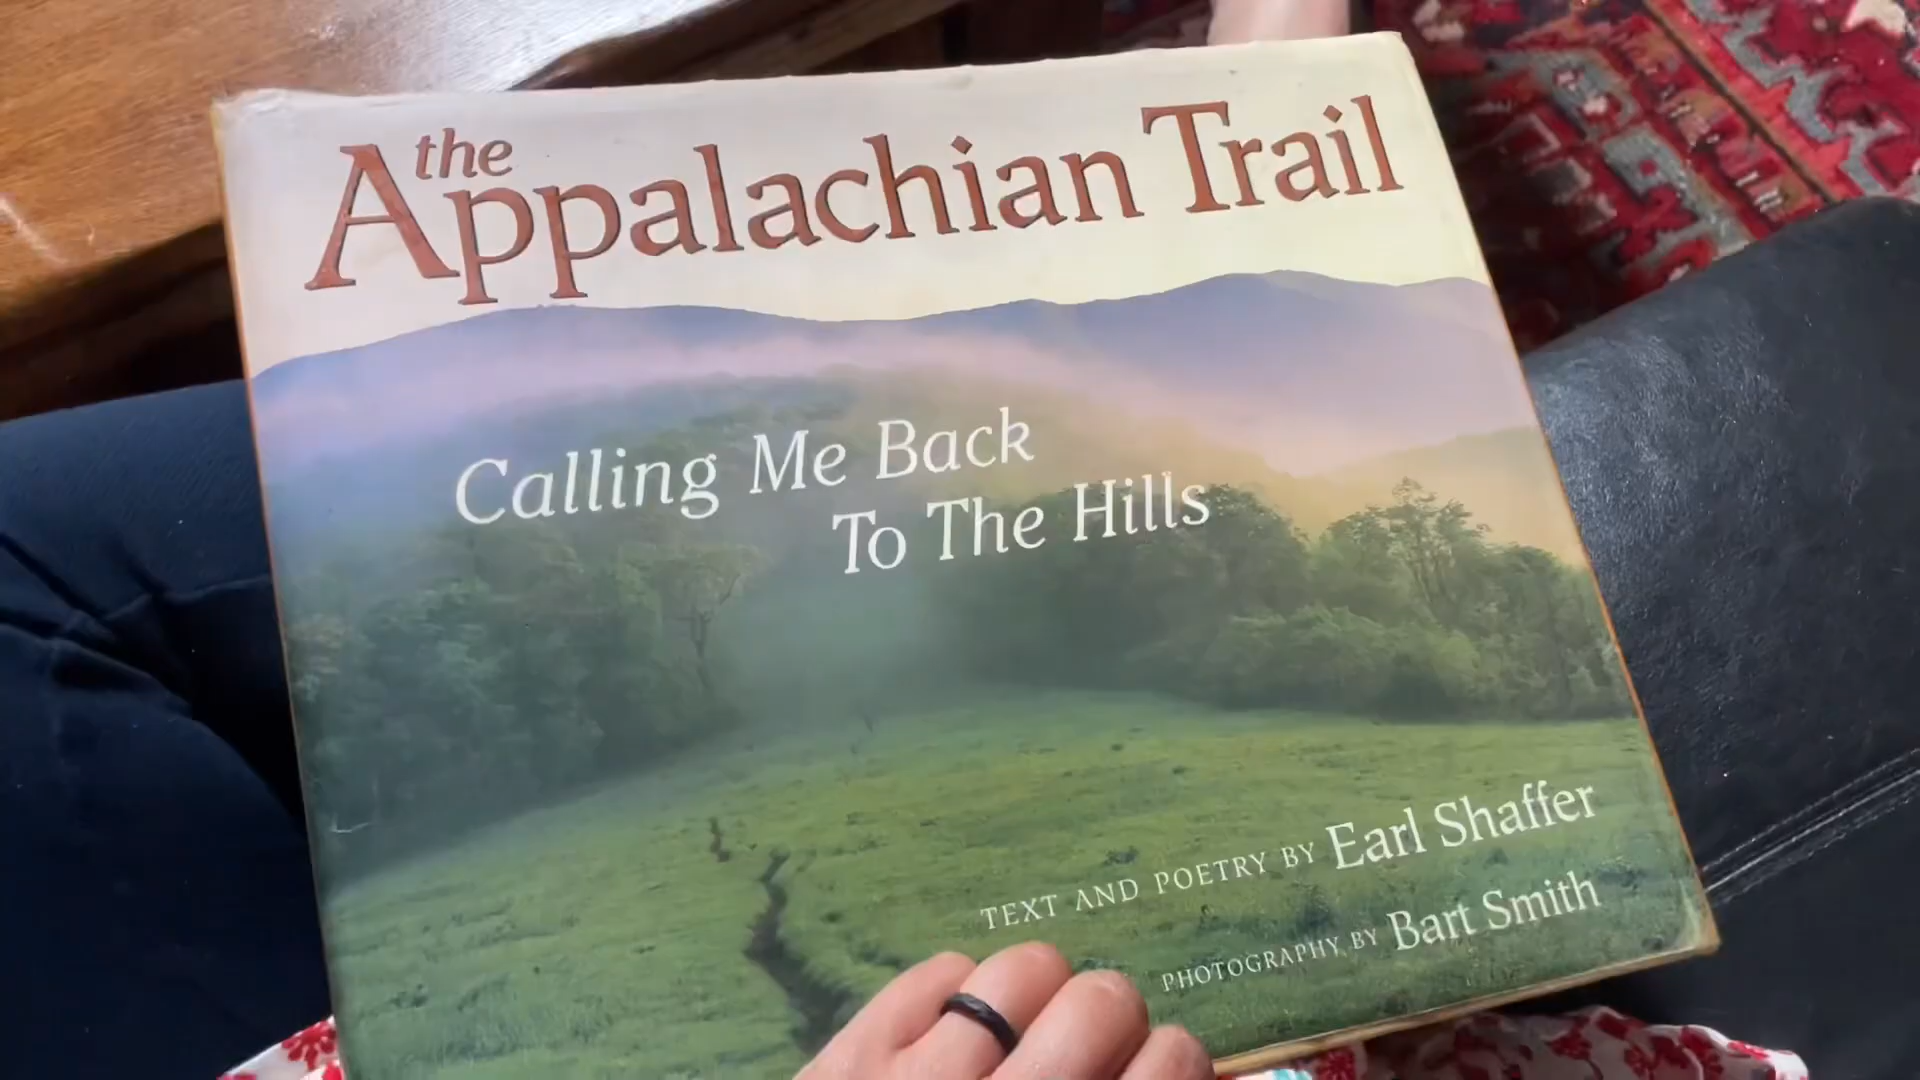 the
Appalachian Trail
Calling Me Back
To The Hills
TEXT AND POETRY BY Earl Shaffer
PHOTOGRAPHY BY Bart Smith